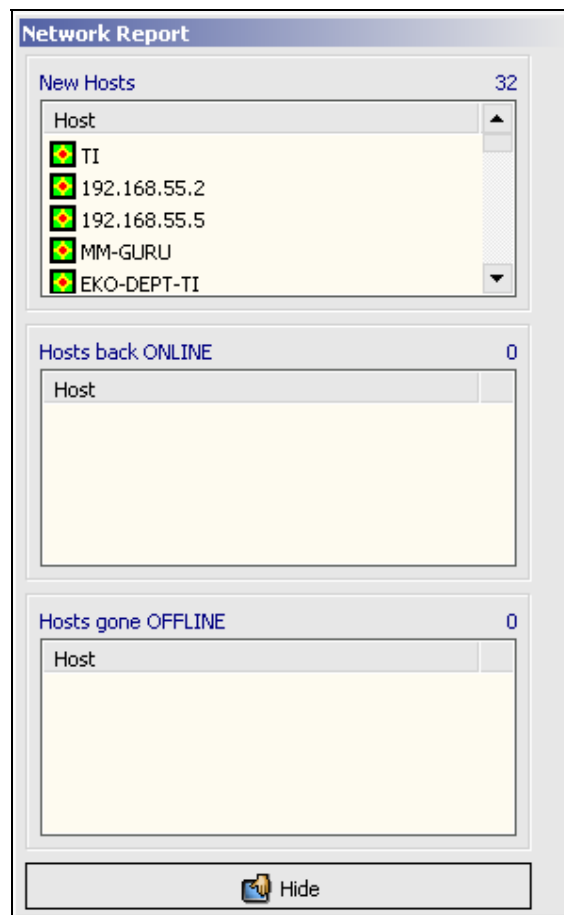 Network Report
New Hosts 32
Host
TI
192.168.55.2
192.168.55.5
MM-GURU
EKO-DEPT-TI
Hosts back ONLINE 0
Host
Hosts gone OFFLINE 0
Host
Hide